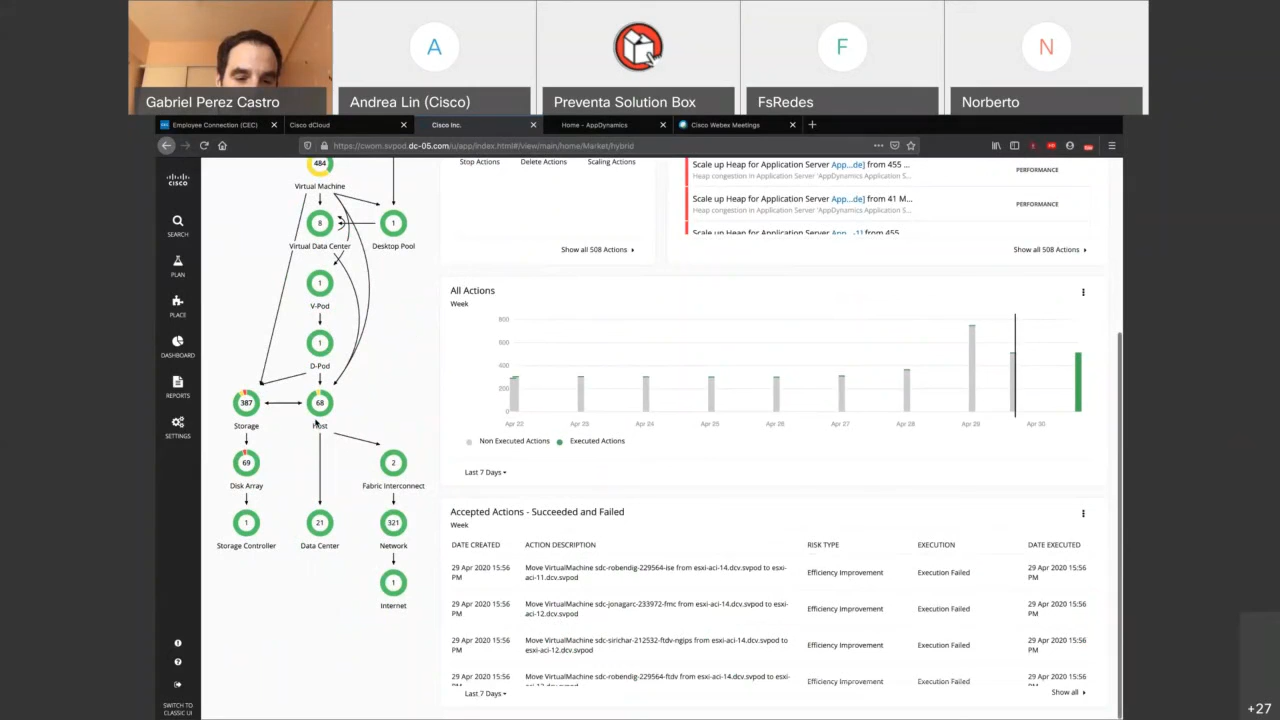 A
F
N
Gabriel Perez Castro
Andrea Lin (Cisco)
Preventa Solution Box
FsRedes
Norberto
Employee Connection (CEC)
Cisco dCloud
Cisco Inc.
Home - AppDynamics
Cisco Webex Meetings
https://cwom.svpod.dc-05.com/u/app/index.html#/view/main/home/Market/hybrid
CISCO
SEARCH
PLAN
PLACE
DASHBOARD
REPORTS
SETTINGS
SWITCH TO
CLASSIC UI
484
Virtual Machine
8
Virtual Data Center
1
Desktop Pool
1
V-Pod
1
D-Pod
387
Storage
68
Host
69
Disk Array
2
Fabric Interconnect
1
Storage Controller
21
Data Center
321
Network
1
Internet
Stop Actions
Delete Actions
Scaling Actions
Show all 508 Actions
Scale up Heap for Application Server App...de] from 455 ...
Heap congestion in Application Server 'AppDynamics Application S...
PERFORMANCE
Scale up Heap for Application Server App...de] from 41 M...
Heap congestion in Application Server 'AppDynamics Application S...
PERFORMANCE
Scale up Heap for Application Server App...-1] from 455
Show all 508 Actions
All Actions
Week
800
600
400
200
0
Apr 22
Apr 23
Apr 24
Apr 25
Apr 26
Apr 27
Apr 28
Apr 29
Apr 30
Non Executed Actions
Executed Actions
Last 7 Days
Accepted Actions - Succeeded and Failed
Week
DATE CREATED
ACTION DESCRIPTION
RISK TYPE
EXECUTION
DATE EXECUTED
29 Apr 2020 15:56
PM
Move VirtualMachine sdc-robendig-229564-ise from esxi-aci-14.dcv.svpod to esxi-
aci-11.dcv.svpod
Efficiency Improvement
Execution Failed
29 Apr 2020 15:56
PM
29 Apr 2020 15:56
PM
Move VirtualMachine sdc-jonagarc-233972-fmc from esxi-aci-14.dcv.svpod to esxi-
aci-12.dcv.svpod
Efficiency Improvement
Execution Failed
29 Apr 2020 15:56
PM
29 Apr 2020 15:56
PM
Move VirtualMachine sdc-sirichar-212532-ftdv-ngips from esxi-aci-14.dcv.svpod to
esxi-aci-12.dcv.svpod
Efficiency Improvement
Execution Failed
29 Apr 2020 15:56
PM
29 Apr 2020 15:56
PM
Move VirtualMachine sdc-robendig-229564-ftdv from esxi-aci-14.dcv.svpod to esxi-
Efficiency Improvement
Execution Failed
29 Apr 2020 15:56
PM
Last 7 Days
Show all
+27